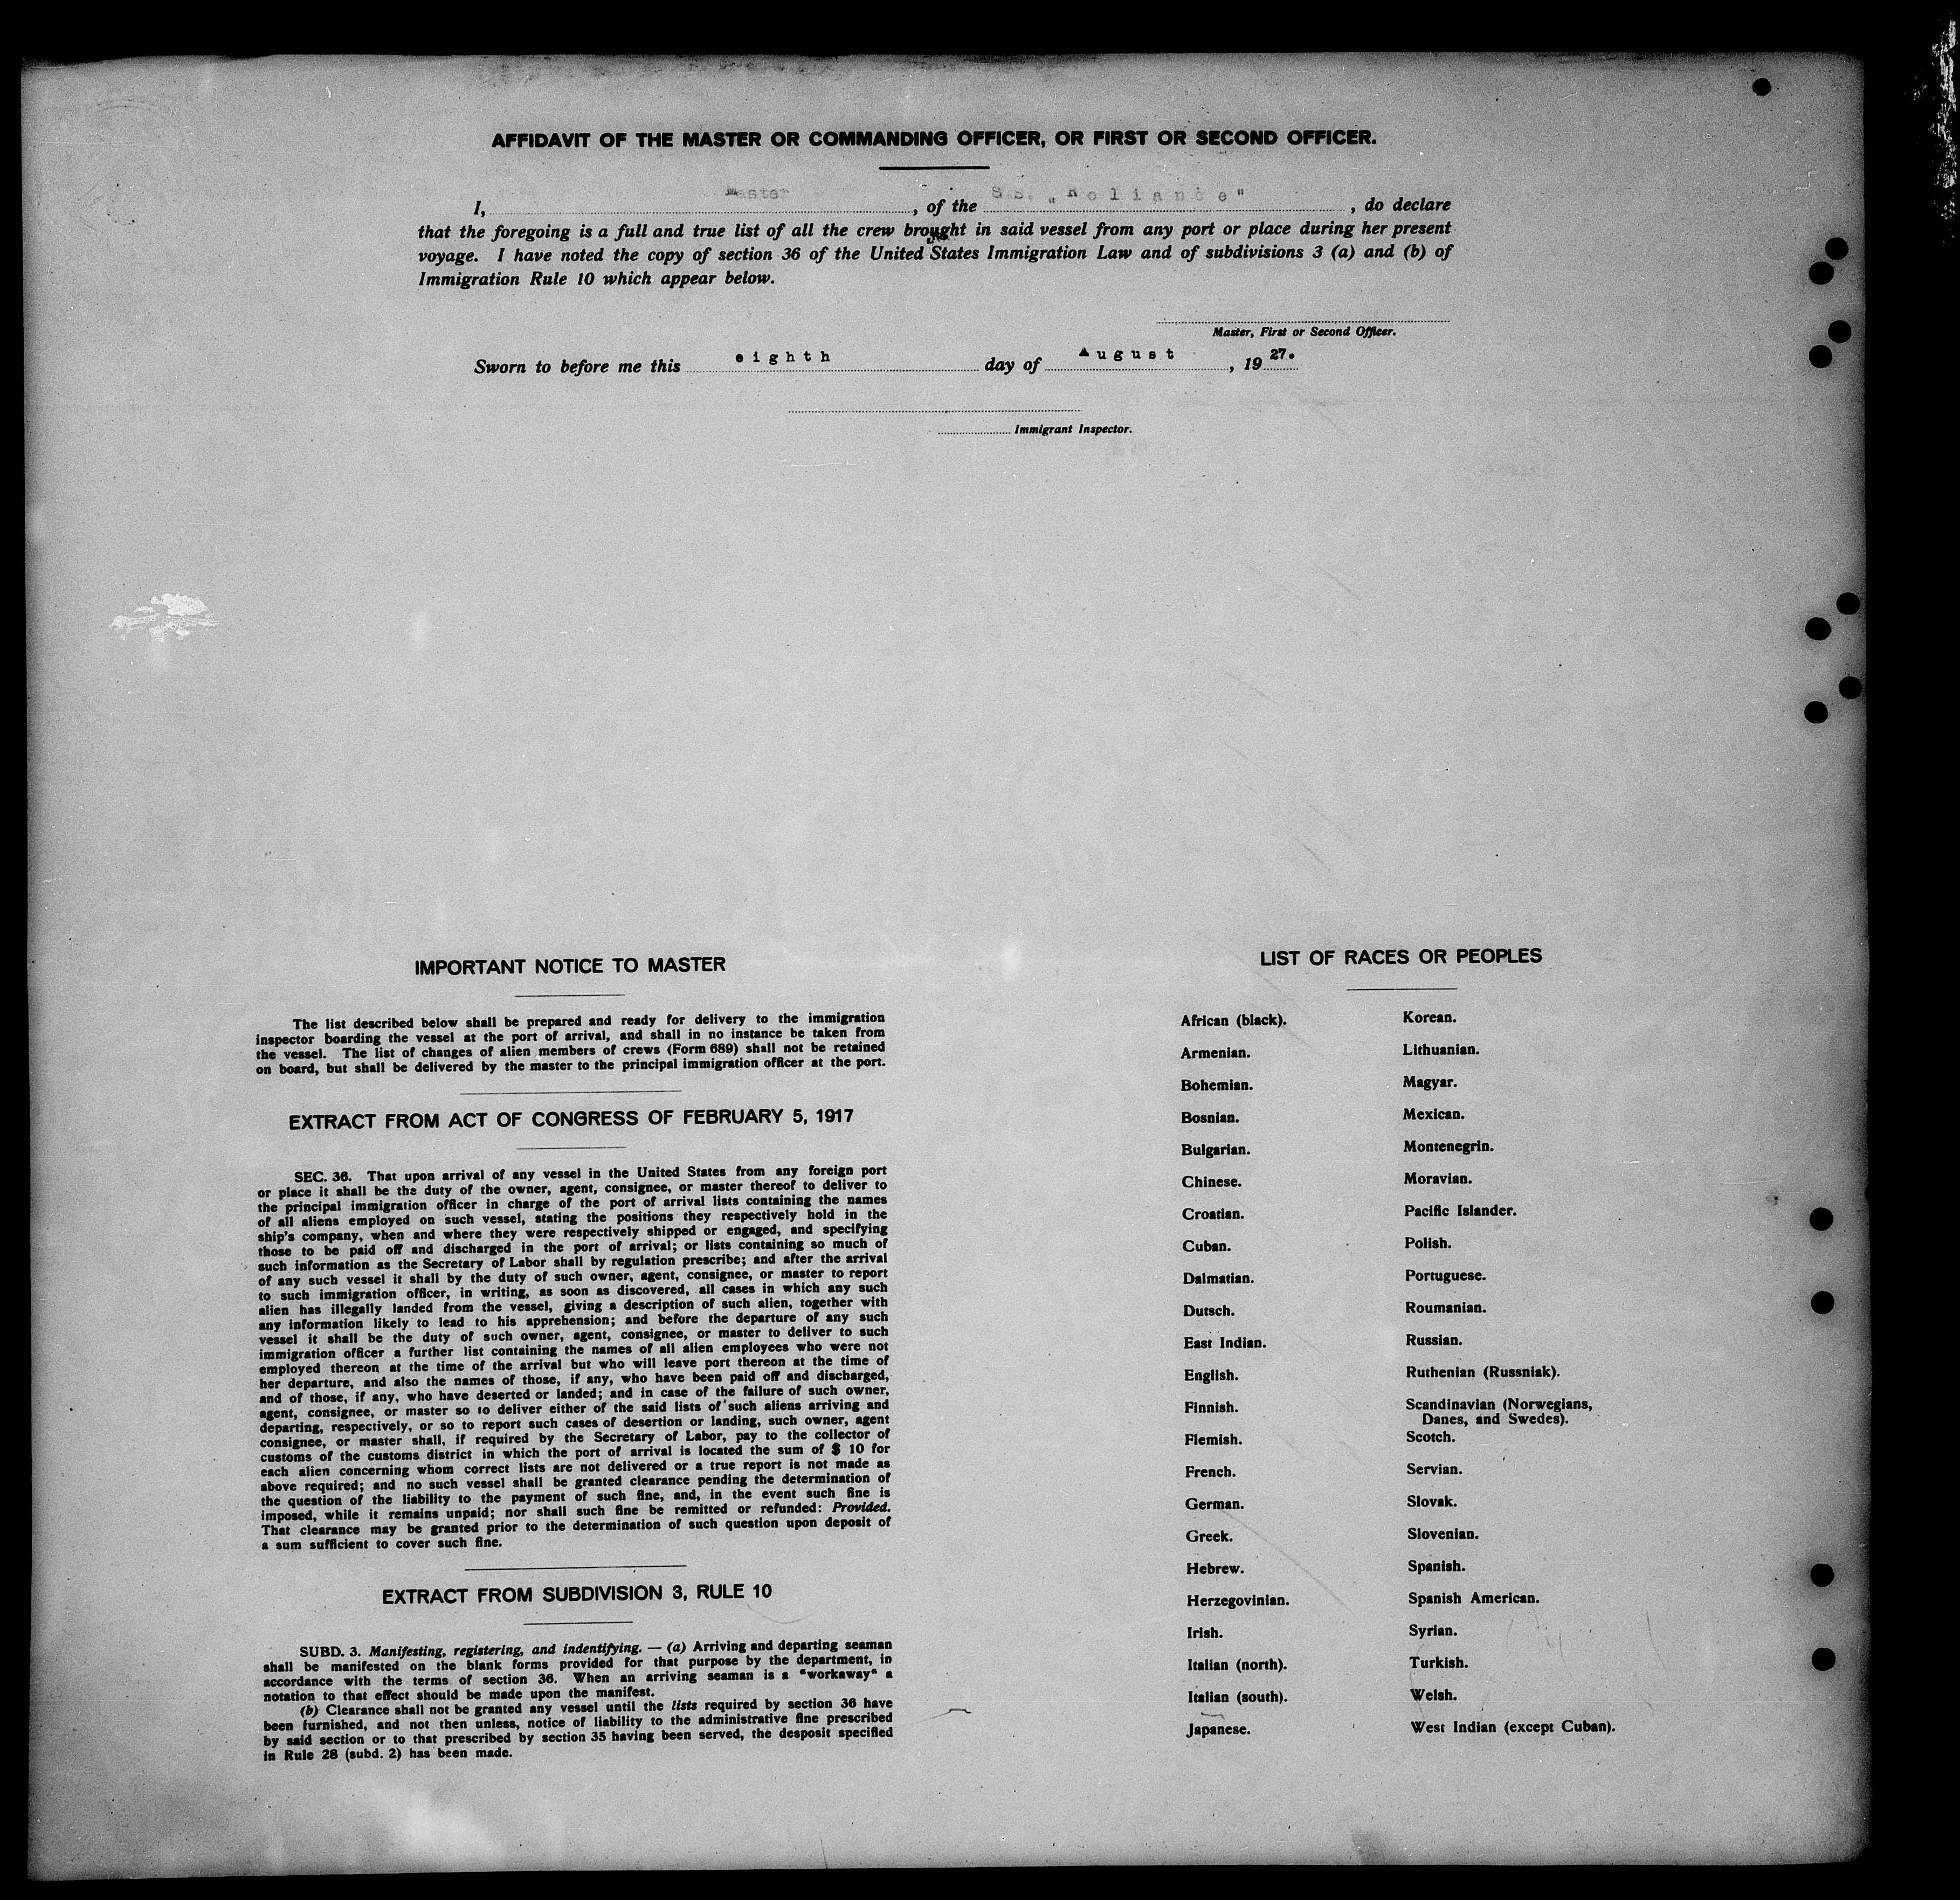 AFFIDAVIT OF THE MASTER OR COMMANDING OFFICER, OR FIRST OR SECOND OFFICER.
I, Master, of the S.S. „Reliance", do declare
that the foregoing is a full and true list of all the crew brought in said vessel from any port or place during her present
voyage. I have noted the copy of section 36 of the United States Immigration Law and of subdivisions 3 (a) and (b) of
Immigration Rule 10 which appear below.
Master, First or Second Officer.
Sworn to before me this eighth day of August, 1927.
Immigrant Inspector.
IMPORTANT NOTICE TO MASTER
The list described below shall be prepared and ready for delivery to the immigration
inspector boarding the vessel at the port of arrival, and shall in no instance be taken from
the vessel. The list of changes of alien members of crews (Form 689) shall not be retained
on board, but shall be delivered by the master to the principal immigration officer at the port.
EXTRACT FROM ACT OF CONGRESS OF FEBRUARY 5, 1917
SEC. 36. That upon arrival of any vessel in the United States from any foreign port
or place it shall be the duty of the owner, agent, consignee, or master thereof to deliver to
the principal immigration officer in charge of the port of arrival lists containing the names
of all aliens employed on such vessel, stating the positions they respectively hold in the
ship's company, when and where they were respectively shipped or engaged, and specifying
those to be paid off and discharged in the port of arrival; or lists containing so much of
such information as the Secretary of Labor shall by regulation prescribe; and after the arrival
of any such vessel it shall by the duty of such owner, agent, consignee, or master to report
to such immigration officer, in writing, as soon as discovered, all cases in which any such
alien has illegally landed from the vessel, giving a description of such alien, together with
any information likely to lead to his apprehension; and before the departure of any such
vessel it shall be the duty of such owner, agent, consignee, or master to deliver to such
immigration officer a further list containing the names of all alien employees who were not
employed thereon at the time of the arrival but who will leave port thereon at the time of
her departure, and also the names of those, if any, who have been paid off and discharged,
and of those, if any, who have deserted or landed; and in case of the failure of such owner,
agent, consignee, or master so to deliver either of the said lists of such aliens arriving and
departing, respectively, or so to report such cases of desertion or landing, such owner, agent
consignee, or master shall, if required by the Secretary of Labor, pay to the collector of
customs of the customs district in which the port of arrival is located the sum of $ 10 for
each alien concerning whom correct lists are not delivered or a true report is not made as
above required; and no such vessel shall be granted clearance pending the determination of
the question of the liability to the payment of such fine, and, in the event such fine is
imposed, while it remains unpaid; nor shall such fine be remitted or refunded: Provided.
That clearance may be granted prior to the determination of such question upon deposit of
a sum sufficient to cover such fine.
EXTRACT FROM SUBDIVISION 3, RULE 10
SUBD. 3. Manifesting, registering, and indentifying. — (a) Arriving and departing seaman
shall be manifested on the blank forms provided for that purpose by the department, in
accordance with the terms of section 36. When an arriving seaman is a “workaway“ a
notation to that effect should be made upon the manifest.
(b) Clearance shall not be granted any vessel until the lists required by section 36 have
been furnished, and not then unless, notice of liability to the administrative fine prescribed
by said section or to that prescribed by section 35 having been served, the desposit specified
in Rule 28 (subd. 2) has been made.
LIST OF RACES OR PEOPLES
African (black).
Armenian.
Bohemian.
Bosnian.
Bulgarian.
Chinese.
Croatian.
Cuban.
Dalmatian.
Dutsch.
East Indian.
English.
Finnish.
Flemish.
French.
German.
Greek.
Hebrew.
Herzegovinian.
Irish.
Italian (north).
Italian (south).
Japanese.
Korean.
Lithuanian.
Magyar.
Mexican.
Montenegrin.
Moravian.
Pacific Islander.
Polish.
Portuguese.
Roumanian.
Russian.
Ruthenian (Russniak).
Scandinavian (Norwegians,
Danes, and Swedes).
Scotch.
Servian.
Slovak.
Slovenian.
Spanish.
Spanish American.
Syrian.
Turkish.
Welsh.
West Indian (except Cuban).